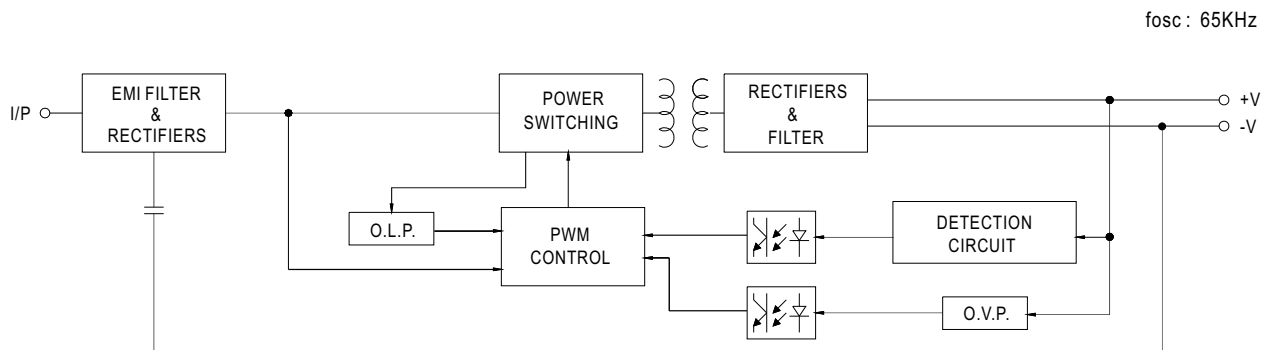 fosc : 65KHz
I/P
EMI FILTER
&
RECTIFIERS
POWER
SWITCHING
RECTIFIERS
&
FILTER
+V
-V
O.L.P.
PWM
CONTROL
DETECTION
CIRCUIT
O.V.P.